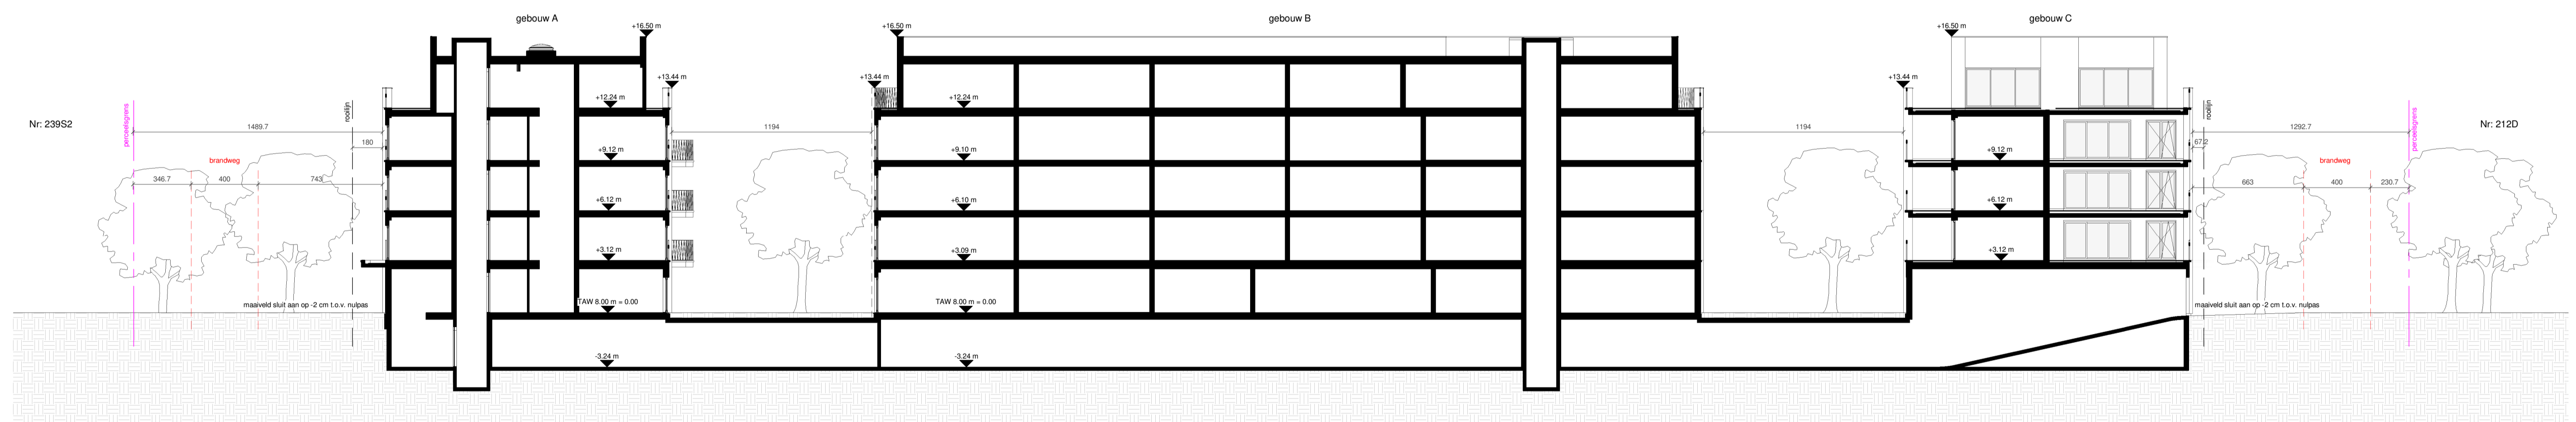 gebouw A
gebouw B
gebouw C
+16.50 m
+16.50 m
+16.50 m
+13.44 m
+13.44 m
+13.44 m
+12.24 m
+12.24 m
perceelsgrens
rooilijn
rooilijn
perceelsgrens
Nr: 239S2
Nr: 212D
1489.7
1194
1194
1292.7
180
67.2
+9.12 m
+9.10 m
+9.12 m
brandweg
brandweg
346.7
400
743
663
400
230.7
+6.12 m
+6.10 m
+6.12 m
+3.12 m
+3.09 m
+3.12 m
maaiveld sluit aan op -2 cm t.o.v. nulpas
TAW 8.00 m = 0.00
TAW 8.00 m = 0.00
maaiveld sluit aan op -2 cm t.o.v. nulpas
-3.24 m
-3.24 m